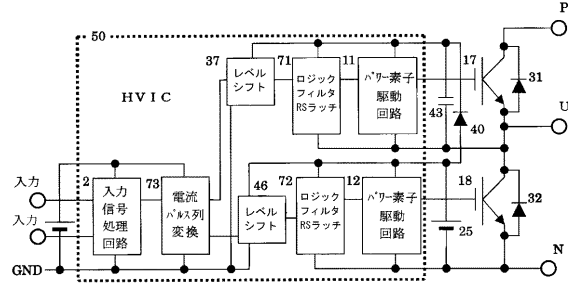 50
HVIC
P
37
レベル
シフト
71
ロジック
フィルタ
RSラッチ
11
パワー素子
駆動
回路
17
31
43
40
U
入力
入力
2
入力
信号
処理
回路
73
電流
パルス列
変換
46
レベル
シフト
72
ロジック
フィルタ
RSラッチ
12
パワー素子
駆動
回路
18
32
25
GND
N